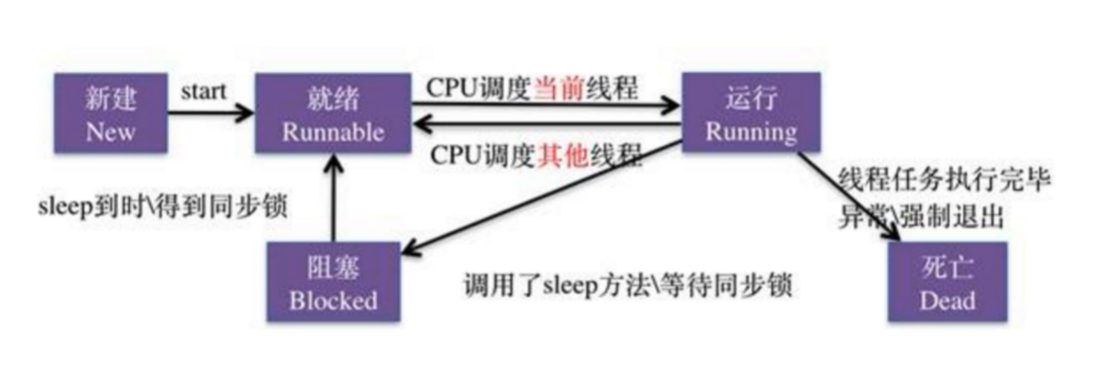 新建
New
start
就绪
Runnable
CPU调度当前线程
CPU调度其他线程
运行
Running
sleep到时\得到同步锁
线程任务执行完毕
异常\强制退出
阻塞
Blocked
调用了sleep方法\等待同步锁
死亡
Dead